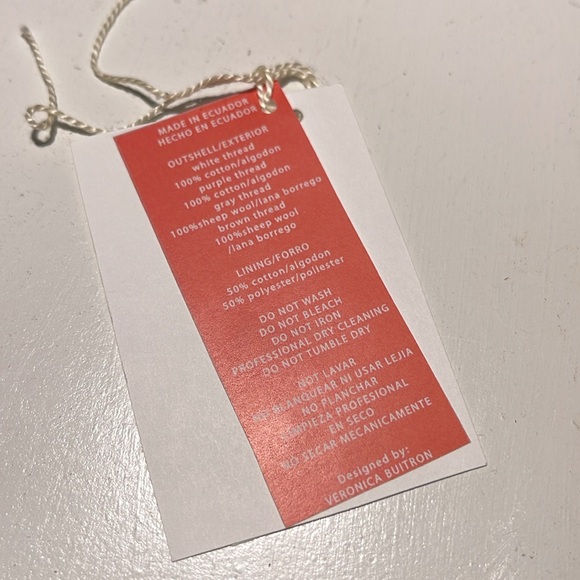 MADE IN ECUADOR
HECHO EN ECUADOR
OUTSHELL/EXTERIOR
white thread
100% cotton/algodon
purple thread
100% cotton/algodon
gray thread
100%sheep wool/lana borrego
brown thread
100%sheep wool
/lana borrego
LINING/FORRO
50% cotton/algodon
50% polyester/poliester
DO NOT WASH
DO NOT BLEACH
DO NOT IRON
PROFESSIONAL DRY CLEANING
DO NOT TUMBLE DRY
NOT LAVAR
NO BLANQUEAR NI USAR LEJIA
NO PLANCHAR
LIMPIEZA PROFESIONAL
EN SECO
NO SECAR MECANICAMENTE
Designed by:
VERONICA BUITRON